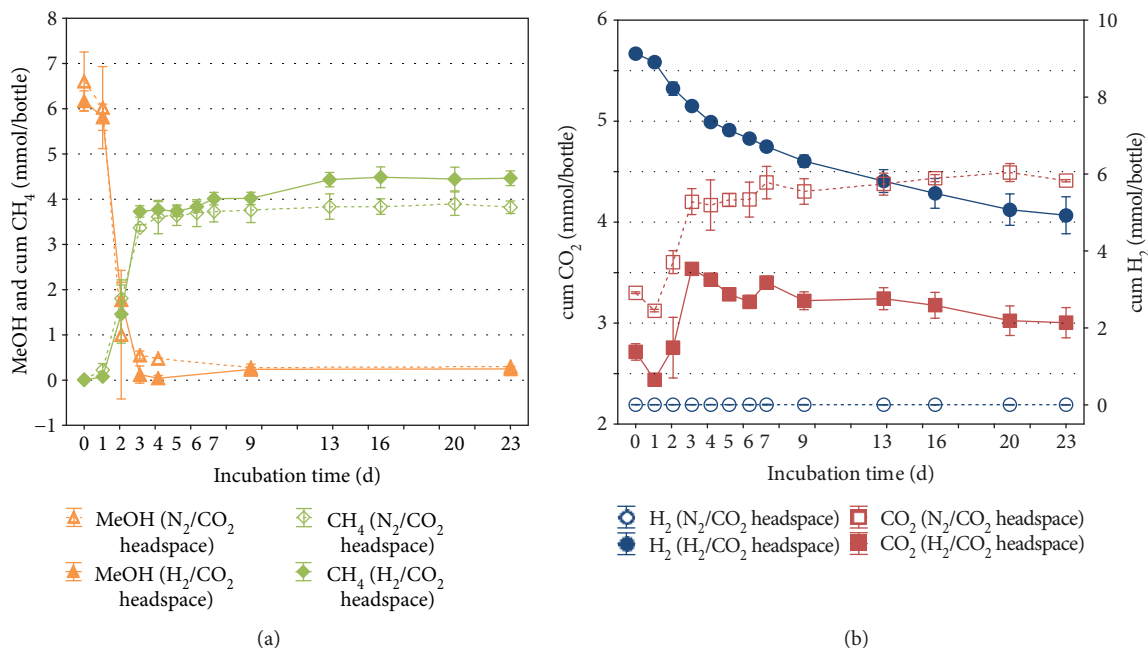 8
7
6
5
4
3
2
1
0
−1
MeOH and cum CH4 (mmol/bottle)
0 1 2 3 4 5 6 7 9 13 16 20 23
Incubation time (d)
MeOH (N2/CO2
headspace)
MeOH (H2/CO2
headspace)
CH4 (N2/CO2
headspace)
CH4 (H2/CO2
headspace)
(a)
6
5
4
3
2
cum CO2 (mmol/bottle)
10
8
6
4
2
0
cum H2 (mmol/bottle)
0 1 2 3 4 5 6 7 9 13 16 20 23
Incubation time (d)
H2 (N2/CO2 headspace)
H2 (H2/CO2 headspace)
CO2 (N2/CO2 headspace)
CO2 (H2/CO2 headspace)
(b)